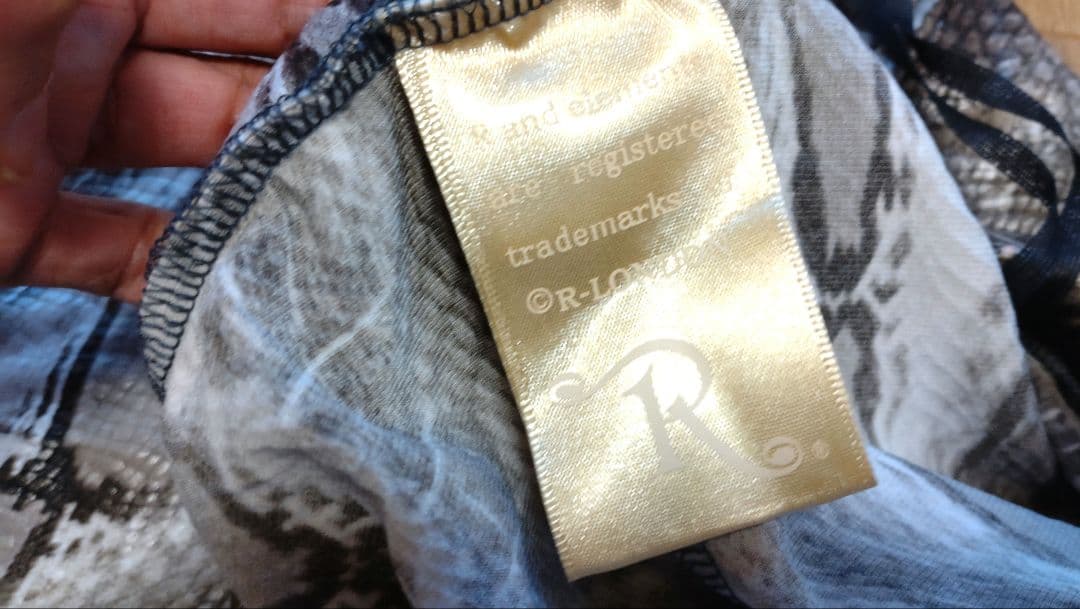 R and elements
are registered
trademarks
©R-LONDON
R®